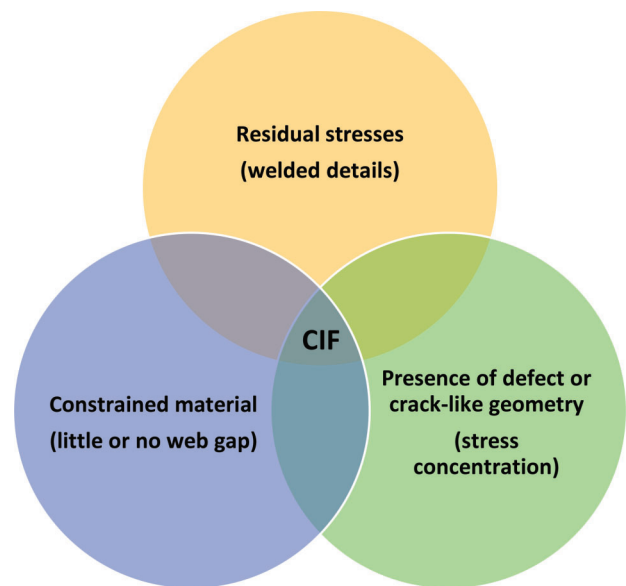 Residual stresses
(welded details)
CIF
Constrained material
(little or no web gap)
Presence of defect or
crack-like geometry
(stress
concentration)